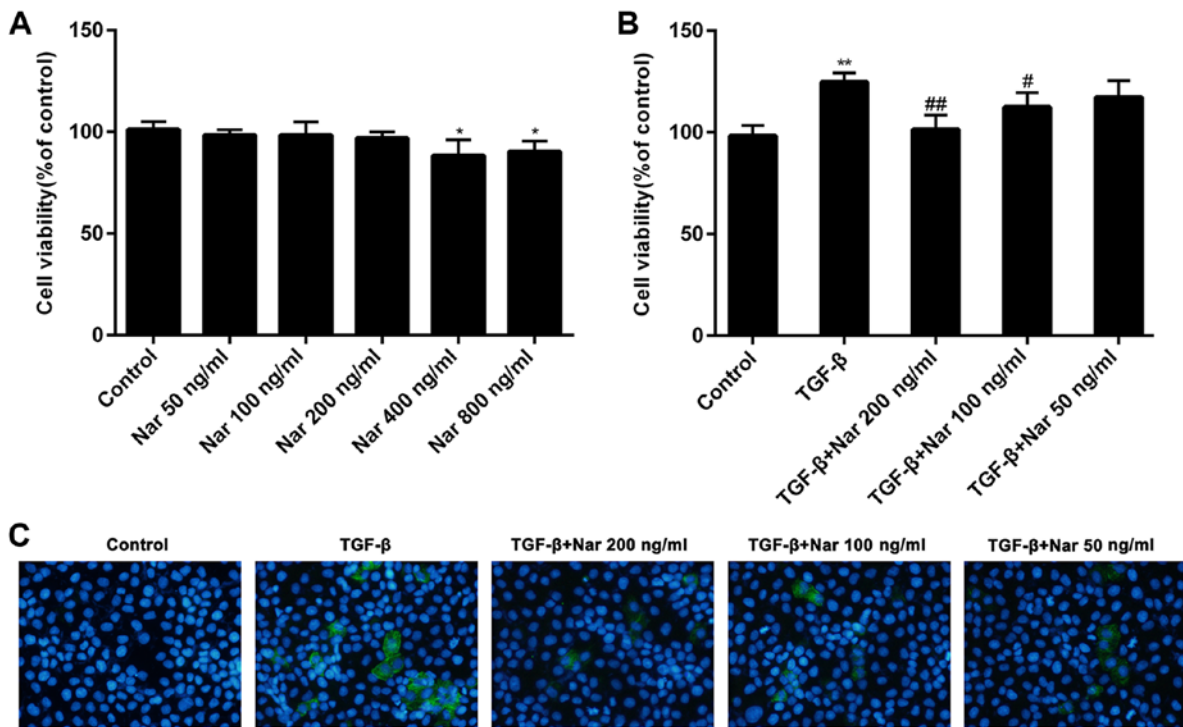 A
Cell viability(%of control)
150
100
50
0
*
*
Control
Nar 50 ng/ml
Nar 100 ng/ml
Nar 200 ng/ml
Nar 400 ng/ml
Nar 800 ng/ml
B
Cell viability(%of control)
150
100
50
0
**
##
#
Control
TGF-β
TGF-β+Nar 200 ng/ml
TGF-β+Nar 100 ng/ml
TGF-β+Nar 50 ng/ml
C
Control
TGF-β
TGF-β+Nar 200 ng/ml
TGF-β+Nar 100 ng/ml
TGF-β+Nar 50 ng/ml